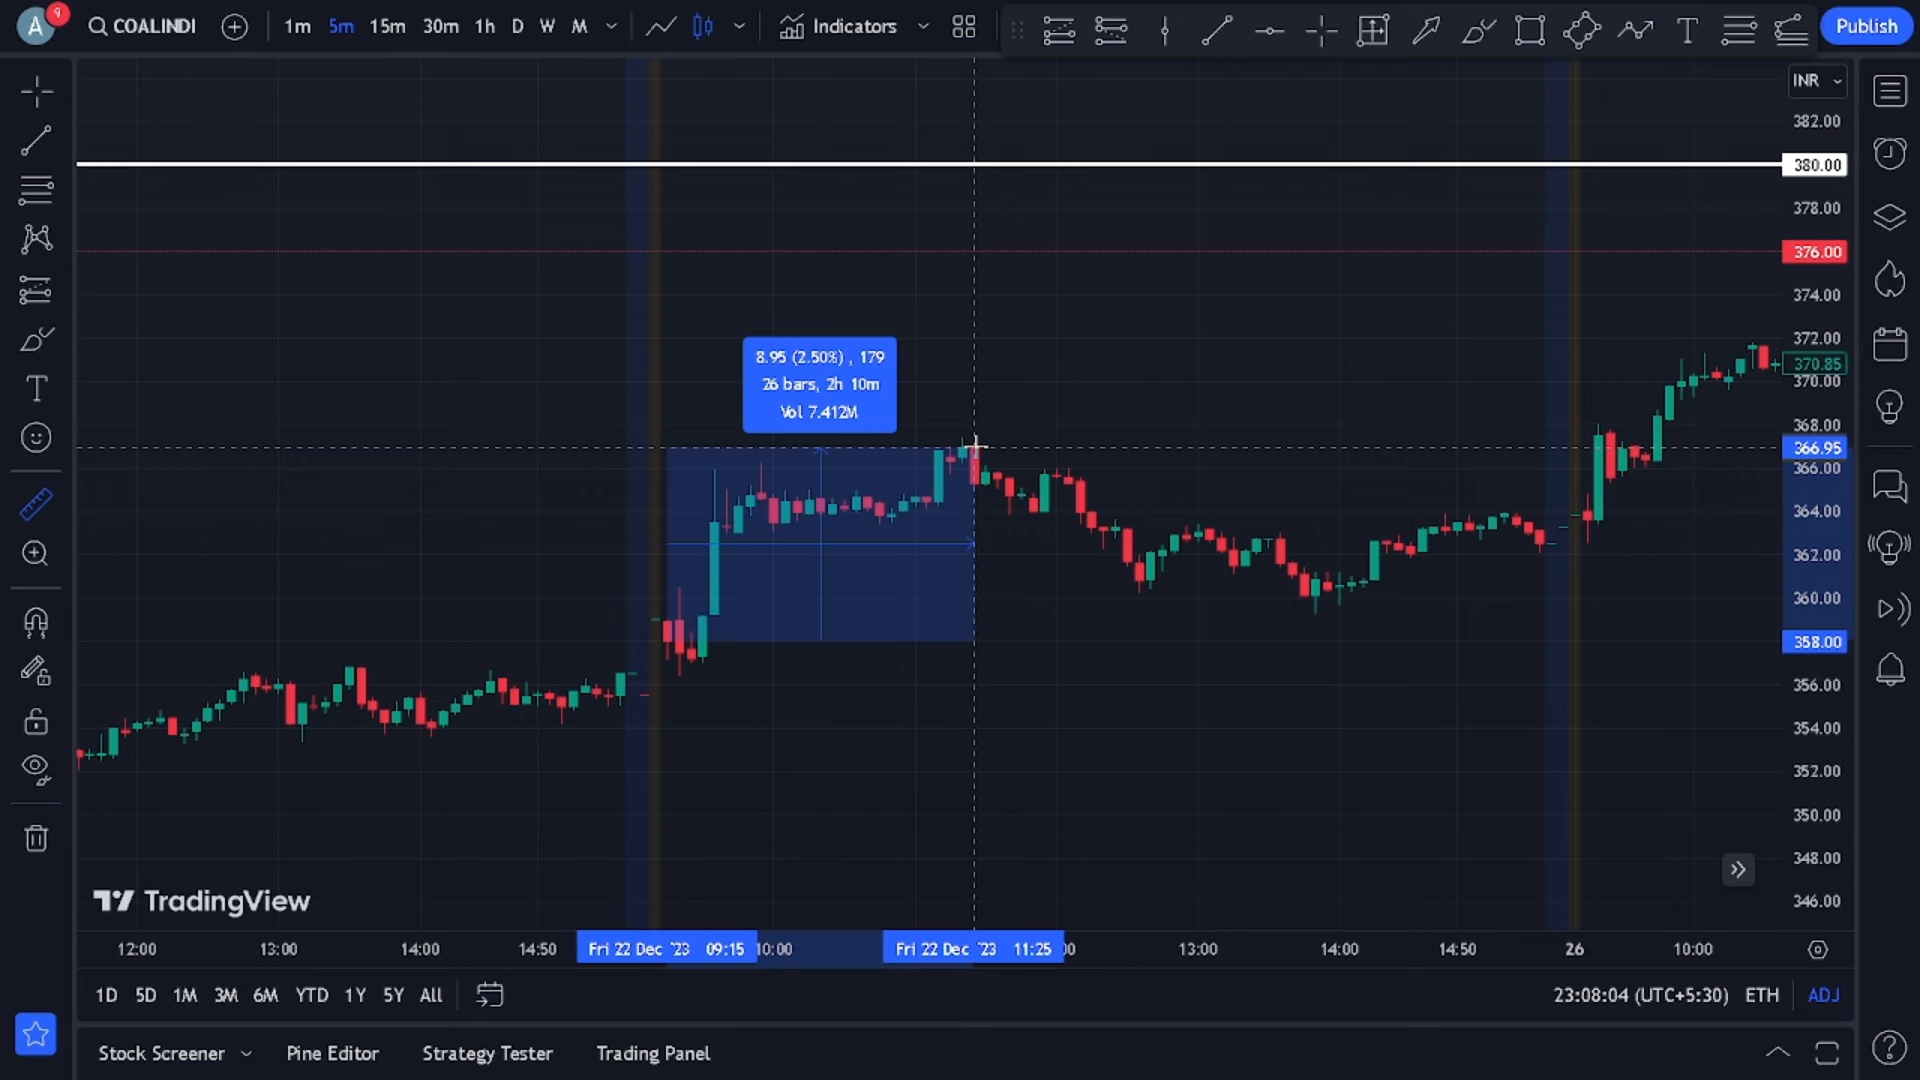 A 9 COALINDI 1m 5m 15m 30m 1h D W M Indicators T Publish
INR
382.00
380.00
378.00
376.00
374.00
372.00
370.85
370.00
368.00
366.95
366.00
364.00
362.00
360.00
358.00
356.00
354.00
352.00
350.00
348.00
346.00
8.95 (2.50%) , 179
26 bars, 2h 10m
Vol 7.412M
T
TradingView
12:00 13:00 14:00 14:50 Fri 22 Dec '23 09:15 10:00 Fri 22 Dec '23 11:25 13:00 14:00 14:50 26 10:00
1D 5D 1M 3M 6M YTD 1Y 5Y All 23:08:04 (UTC+5:30) ETH ADJ
Stock Screener Pine Editor Strategy Tester Trading Panel